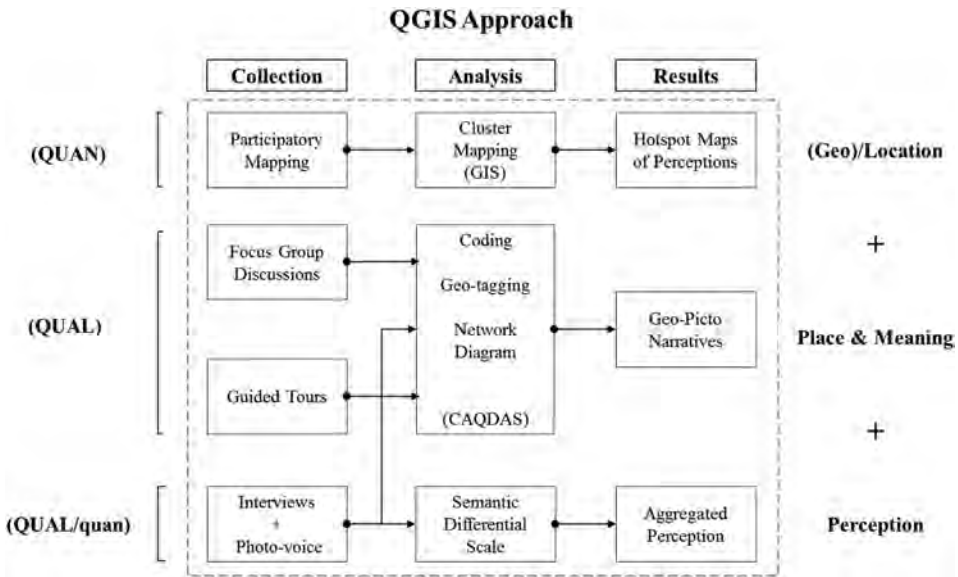 QGIS Approach
Collection
Analysis
Results
(QUAN)
Participatory
Mapping
Cluster
Mapping
(GIS)
Hotspot Maps
of Perceptions
(Geo)/Location
+
(QUAL)
Focus Group
Discussions
Guided Tours
Coding
Geo-tagging
Network
Diagram
(CAQDAS)
Geo-Picto
Narratives
Place & Meaning
+
(QUAL/quan)
Interviews
+
Photo-voice
Semantic
Differential
Scale
Aggregated
Perception
Perception